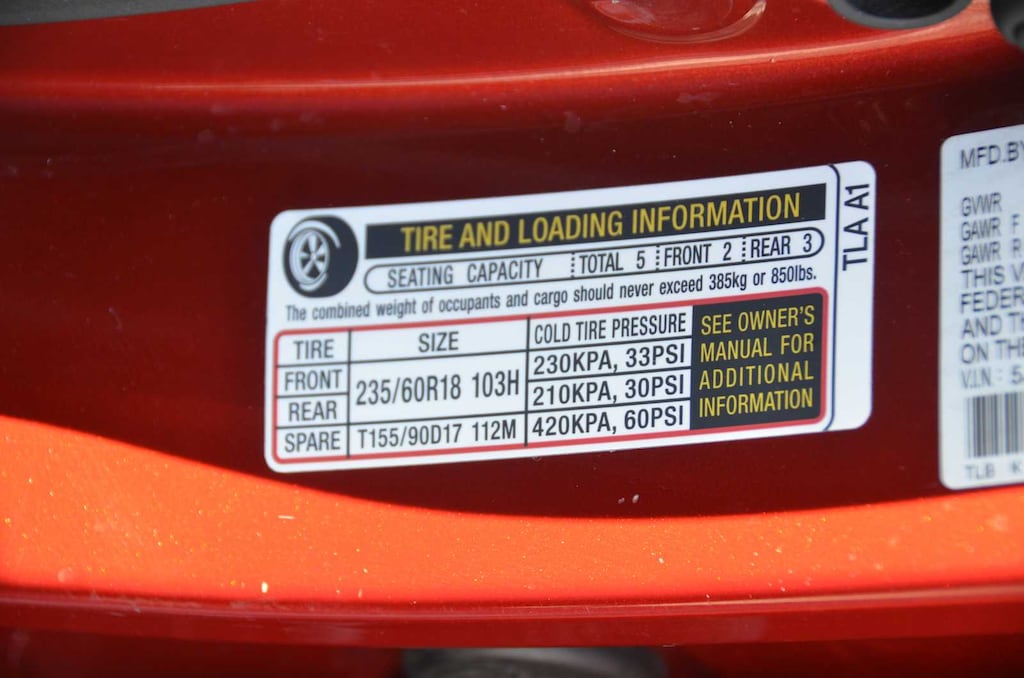 TIRE AND LOADING INFORMATION
SEATING CAPACITY TOTAL 5 FRONT 2 REAR 3
The combined weight of occupants and cargo should never exceed 385kg or 850lbs.
TIRE SIZE COLD TIRE PRESSURE
FRONT 235/60R18 103H 230KPA, 33PSI
REAR 210KPA, 30PSI
SPARE T155/90D17 112M 420KPA, 60PSI
SEE OWNER'S
MANUAL FOR
ADDITIONAL
INFORMATION
TLA A1
MFD.BY
GVWR
GAWR F
GAWR R
THIS V
FEDER
AND TH
ON THE
V.I.N.: 5
TLB